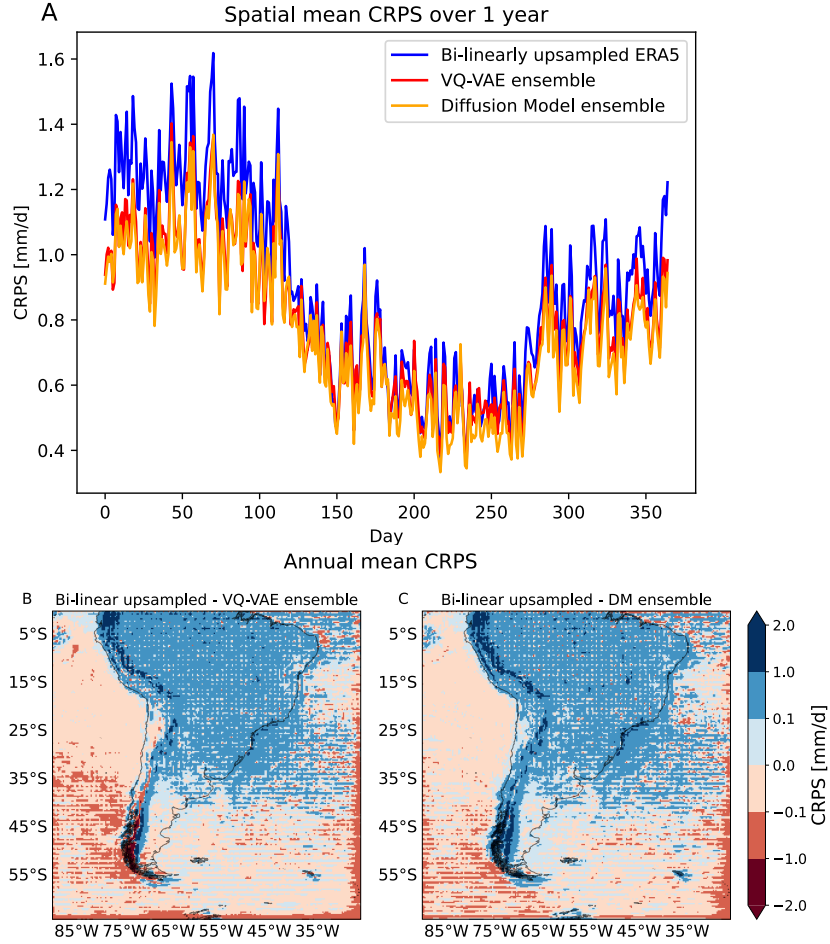 A
Spatial mean CRPS over 1 year
Bi-linearly upsampled ERA5
VQ-VAE ensemble
Diffusion Model ensemble
CRPS [mm/d]
1.6
1.4
1.2
1.0
0.8
0.6
0.4
0 50 100 150 200 250 300 350
Day
Annual mean CRPS
B Bi-linear upsampled - VQ-VAE ensemble
C Bi-linear upsampled - DM ensemble
5°S
15°S
25°S
35°S
45°S
55°S
85°W 75°W 65°W 55°W 45°W 35°W
5°S
15°S
25°S
35°S
45°S
55°S
85°W 75°W 65°W 55°W 45°W 35°W
2.0
1.0
0.1
0.0
−0.1
−1.0
−2.0
CRPS [mm/d]